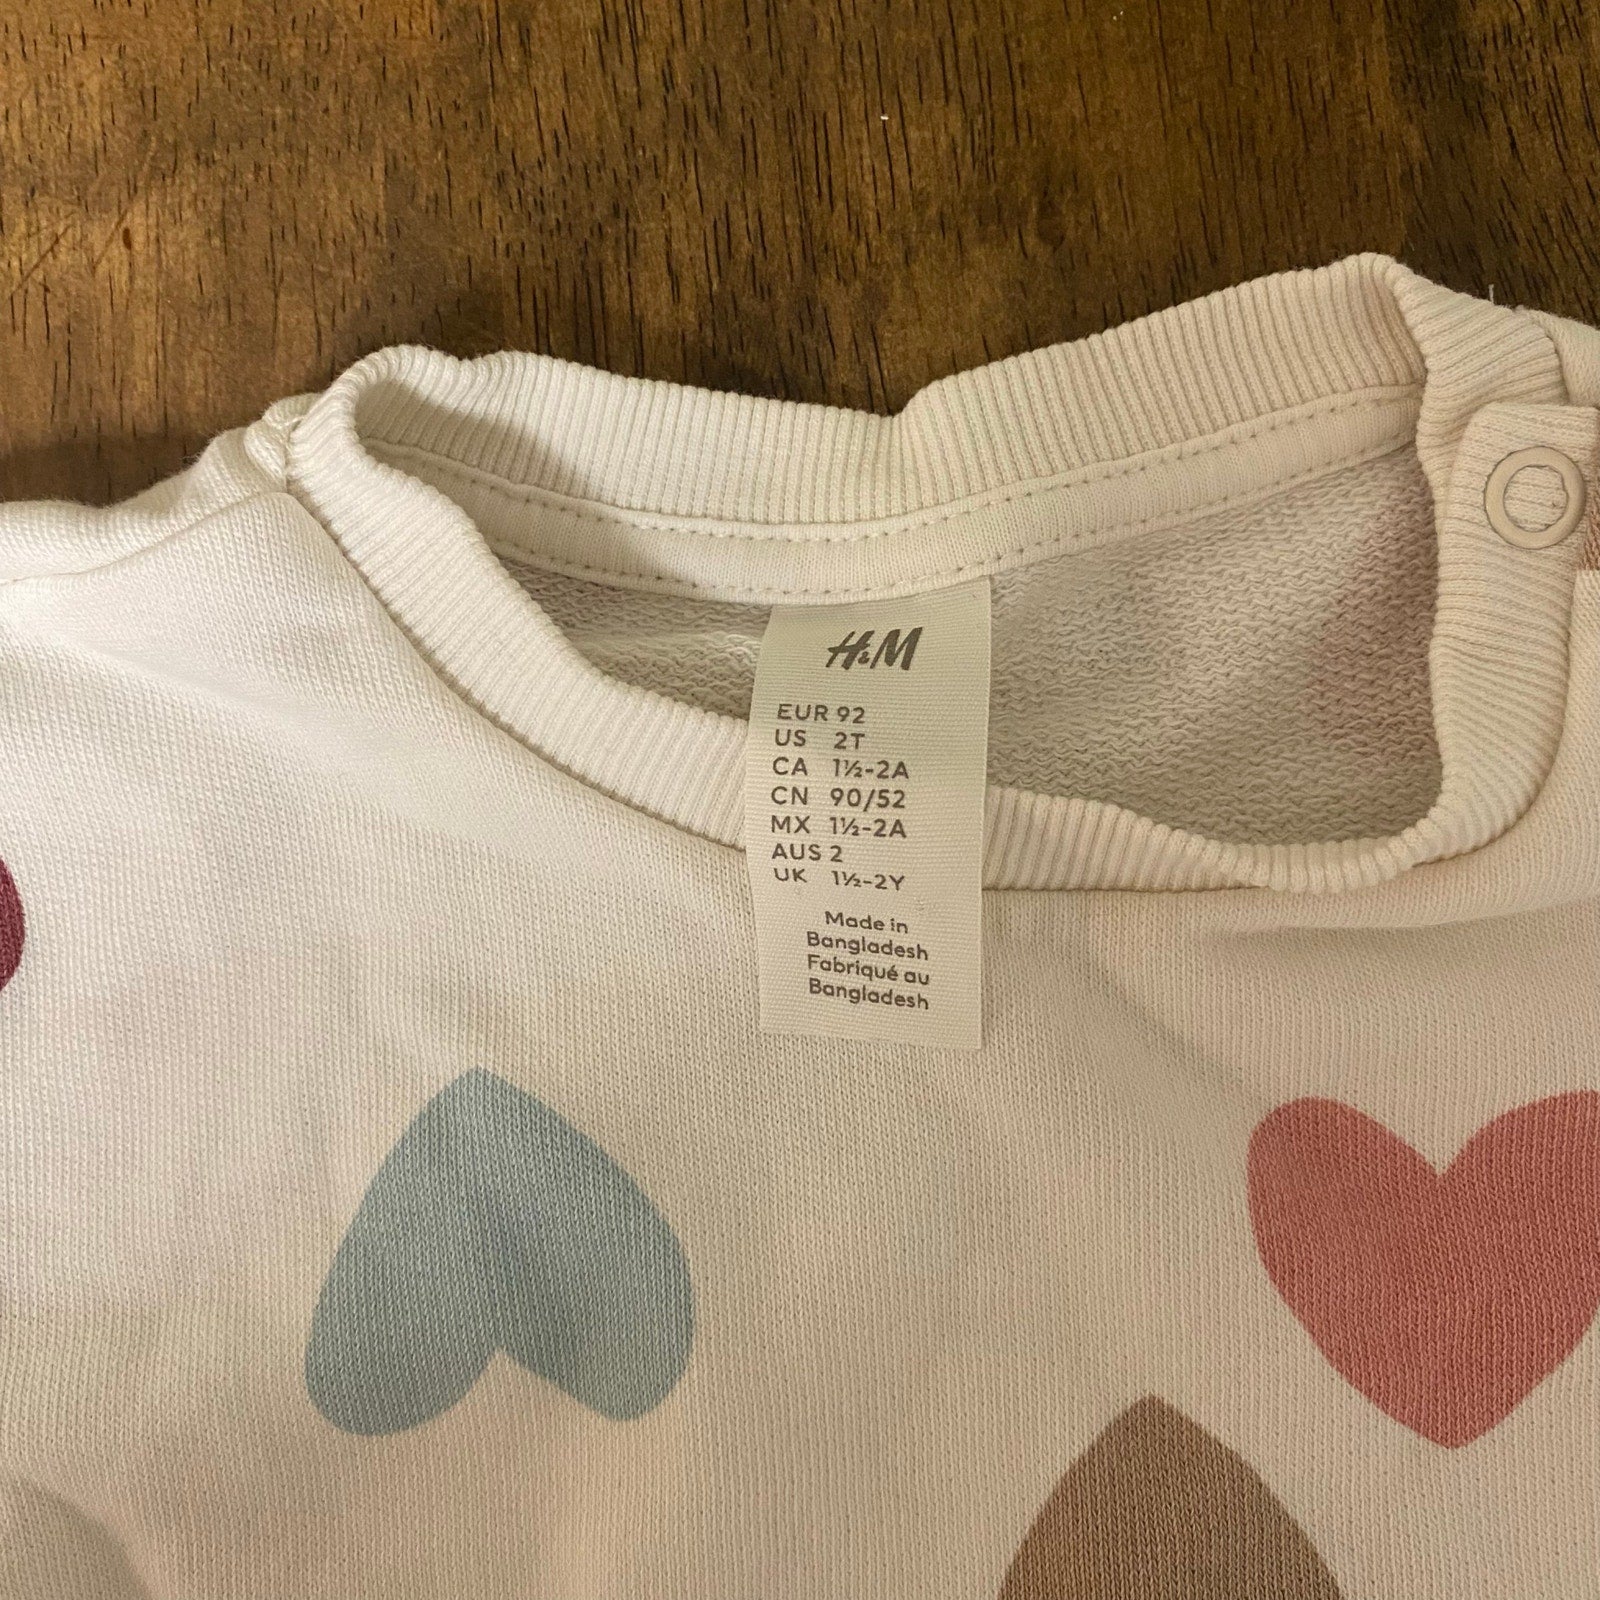 H&M
EUR 92
US 2T
CA 1½-2A
CN 90/52
MX 1½-2A
AUS 2
UK 1½-2Y
Made in
Bangladesh
Fabriqué au
Bangladesh